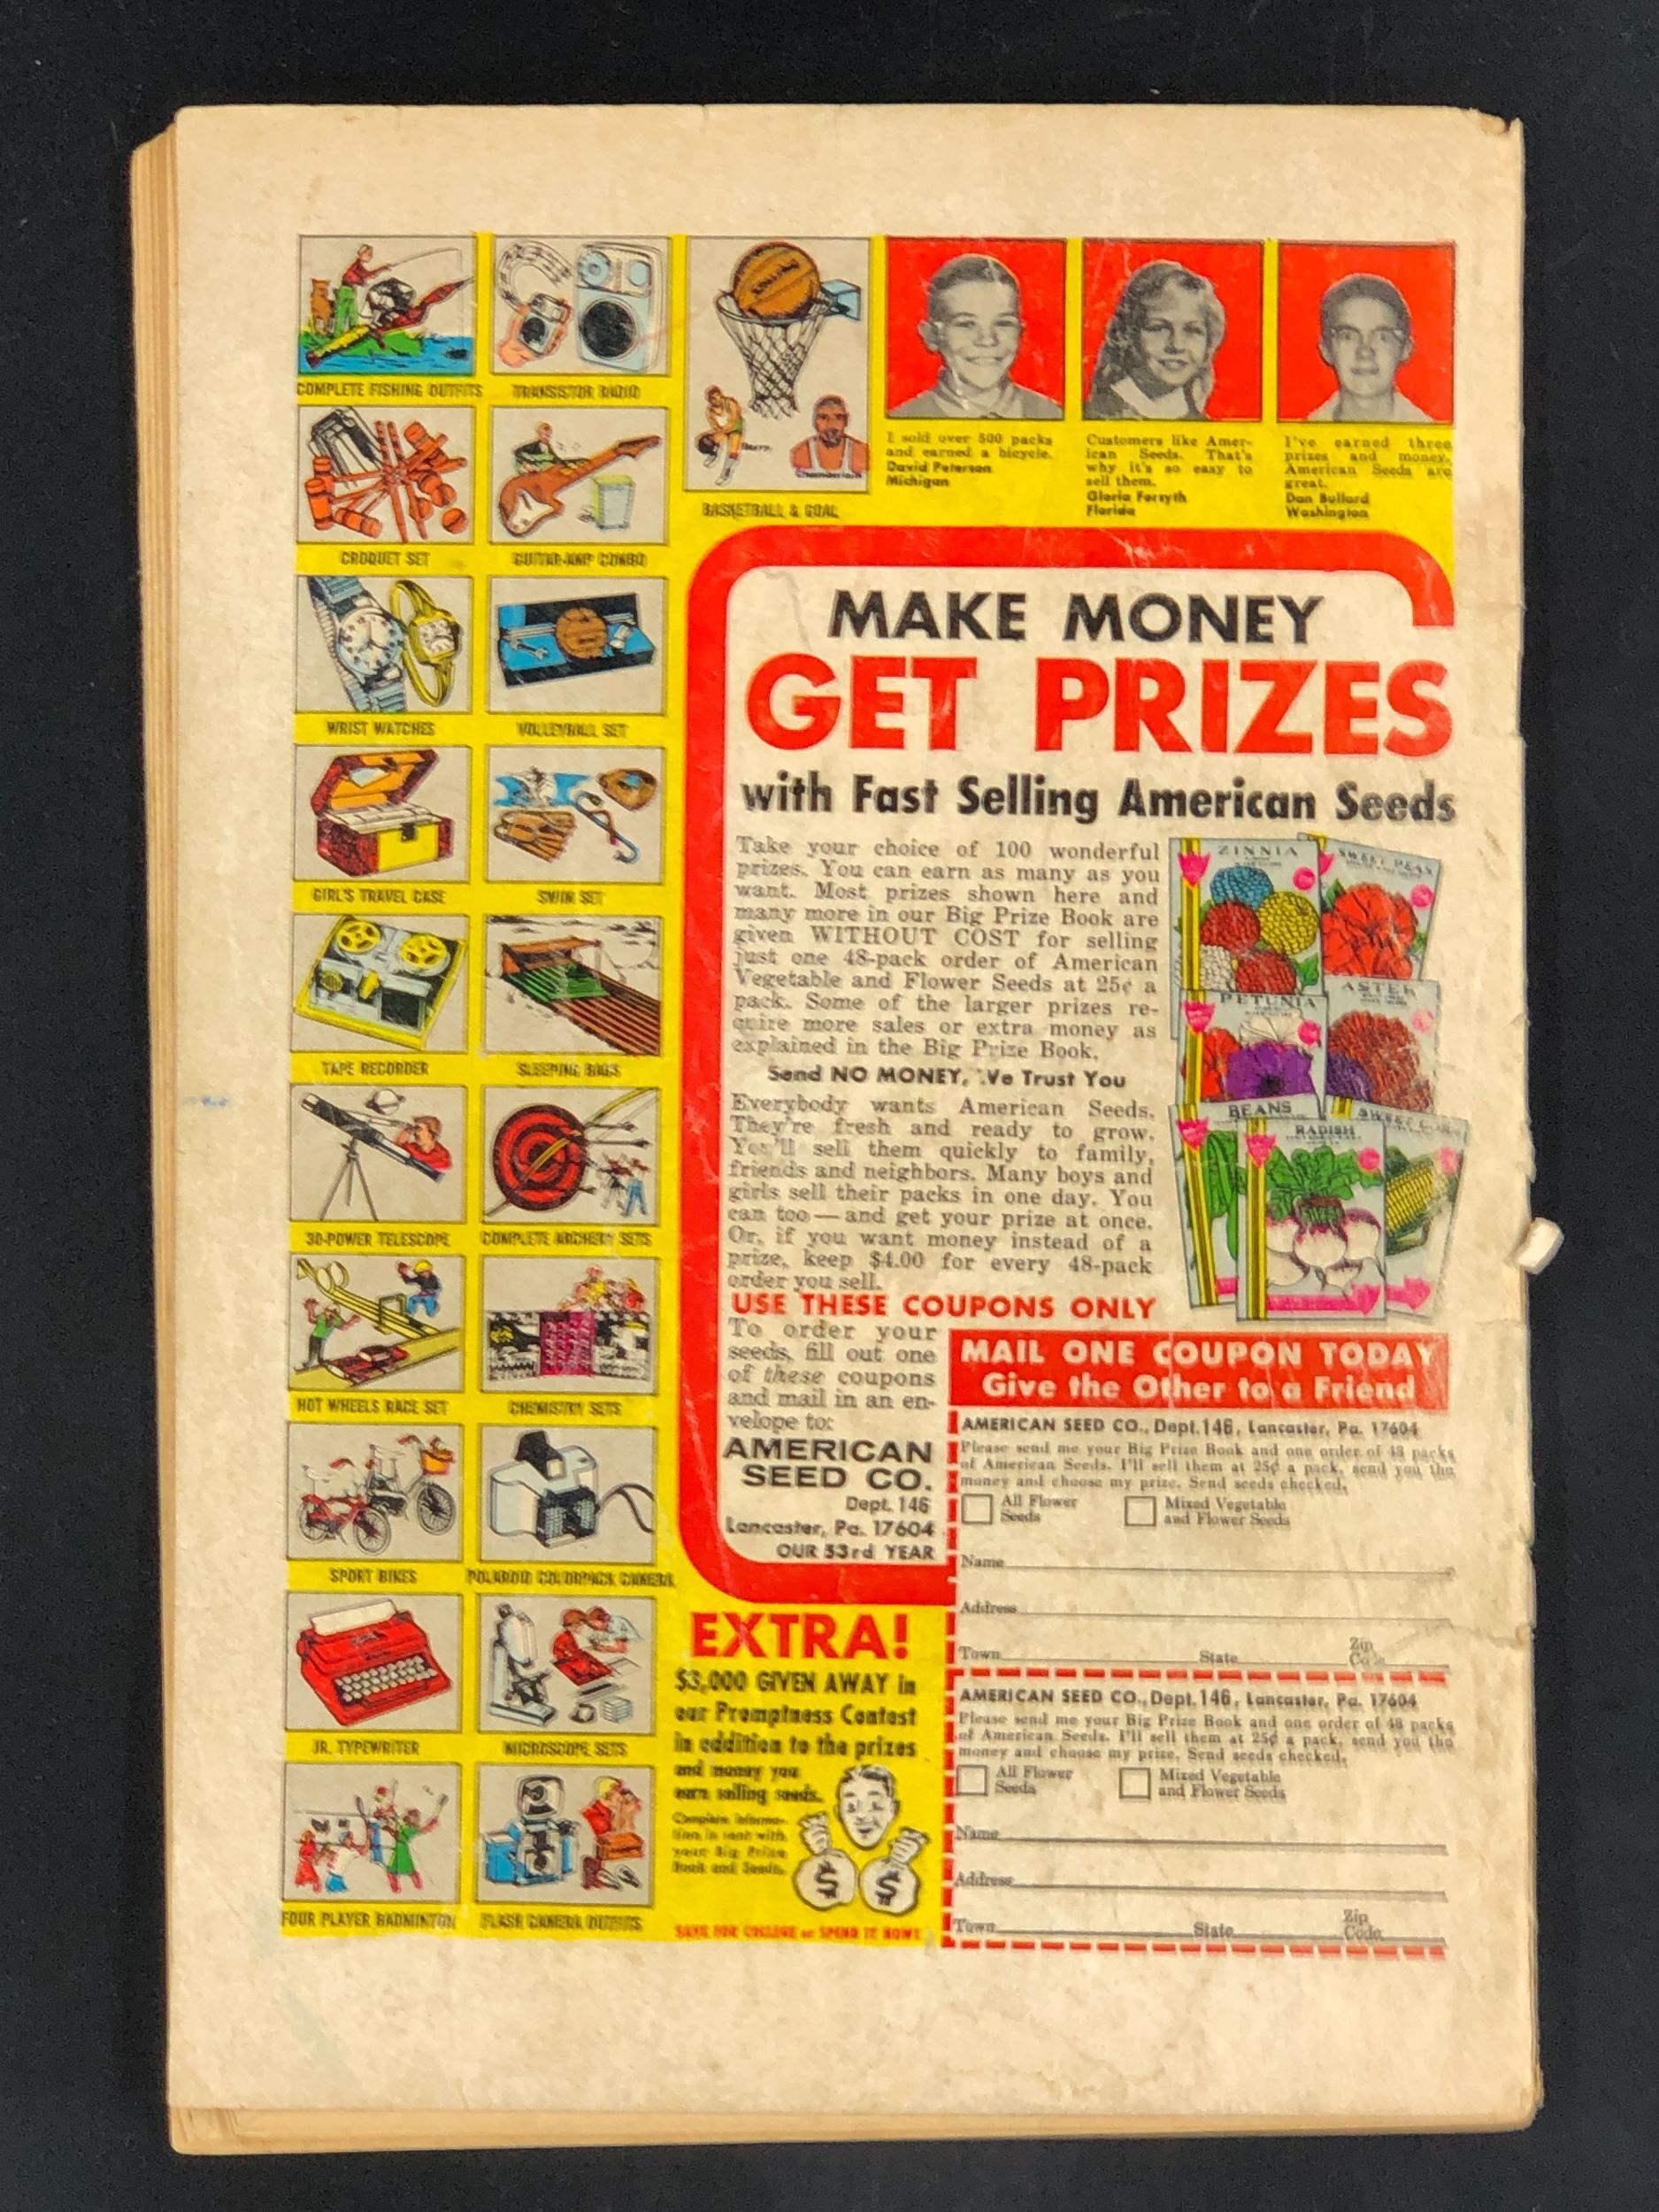 COMPLETE FISHING OUTFITS
TRANSISTOR RADIO
CROQUET SET
GUITAR-AMP COMBO
WRIST WATCHES
VOLLEYBALL SET
GIRL'S TRAVEL CASE
SWIM SET
TAPE RECORDER
SLEEPING BAGS
30-POWER TELESCOPE
COMPLETE ARCHERY SETS
HOT WHEELS RACE SET
CHEMISTRY SETS
SPORT BIKES
POLAROID COLORPACK CAMERA
JR. TYPEWRITER
MICROSCOPE SETS
FOUR PLAYER BADMINTON
FLASH CAMERA OUTFITS
Barry
Chamberlain
BASKETBALL & GOAL
I sold over 500 packs
and earned a bicycle.
David Peterson
Michigan
Customers like Amer-
ican Seeds. That's
why it's so easy to
sell them.
Gloria Forsyth
Florida
I've earned three
prizes and money.
American Seeds are
great.
Dan Bullard
Washington
MAKE MONEY
GET PRIZES
with Fast Selling American Seeds
Take your choice of 100 wonderful
prizes. You can earn as many as you
want. Most prizes shown here and
many more in our Big Prize Book are
given WITHOUT COST for selling
just one 48-pack order of American
Vegetable and Flower Seeds at 25¢ a
pack. Some of the larger prizes re-
quire more sales or extra money as
explained in the Big Prize Book.
Send NO MONEY, We Trust You
Everybody wants American Seeds.
They're fresh and ready to grow.
You'll sell them quickly to family,
friends and neighbors. Many boys and
girls sell their packs in one day. You
can too — and get your prize at once.
Or, if you want money instead of a
prize, keep $4.00 for every 48-pack
order you sell.
ZINNIA
SWEET PEAS
PETUNIA
ASTER
BEANS
RADISH
SWEET CORN
USE THESE COUPONS ONLY
To order your
seeds, fill out one
of these coupons
and mail in an en-
velope to:
AMERICAN
SEED CO.
Dept. 146
Lancaster, Pa. 17604
OUR 53rd YEAR
MAIL ONE COUPON TODAY
Give the Other to a Friend
AMERICAN SEED CO., Dept. 146, Lancaster, Pa. 17604
Please send me your Big Prize Book and one order of 48 packs
of American Seeds. I'll sell them at 25¢ a pack, send you the
money and choose my prize. Send seeds checked.
All Flower
Seeds
Mixed Vegetable
and Flower Seeds
Name
Address
Town State Zip Code
AMERICAN SEED CO., Dept. 146, Lancaster, Pa. 17604
Please send me your Big Prize Book and one order of 48 packs
of American Seeds. I'll sell them at 25¢ a pack, send you the
money and choose my prize. Send seeds checked.
All Flower
Seeds
Mixed Vegetable
and Flower Seeds
Name
Address
Town State Zip Code
EXTRA!
$3,000 GIVEN AWAY in
our Promptness Contest
in addition to the prizes
and money you
earn selling seeds.
Complete informa-
tion is sent with
your Big Prize
Book and Seeds.
$ $
SAVE FOR COLLEGE or SPEND IT NOW!